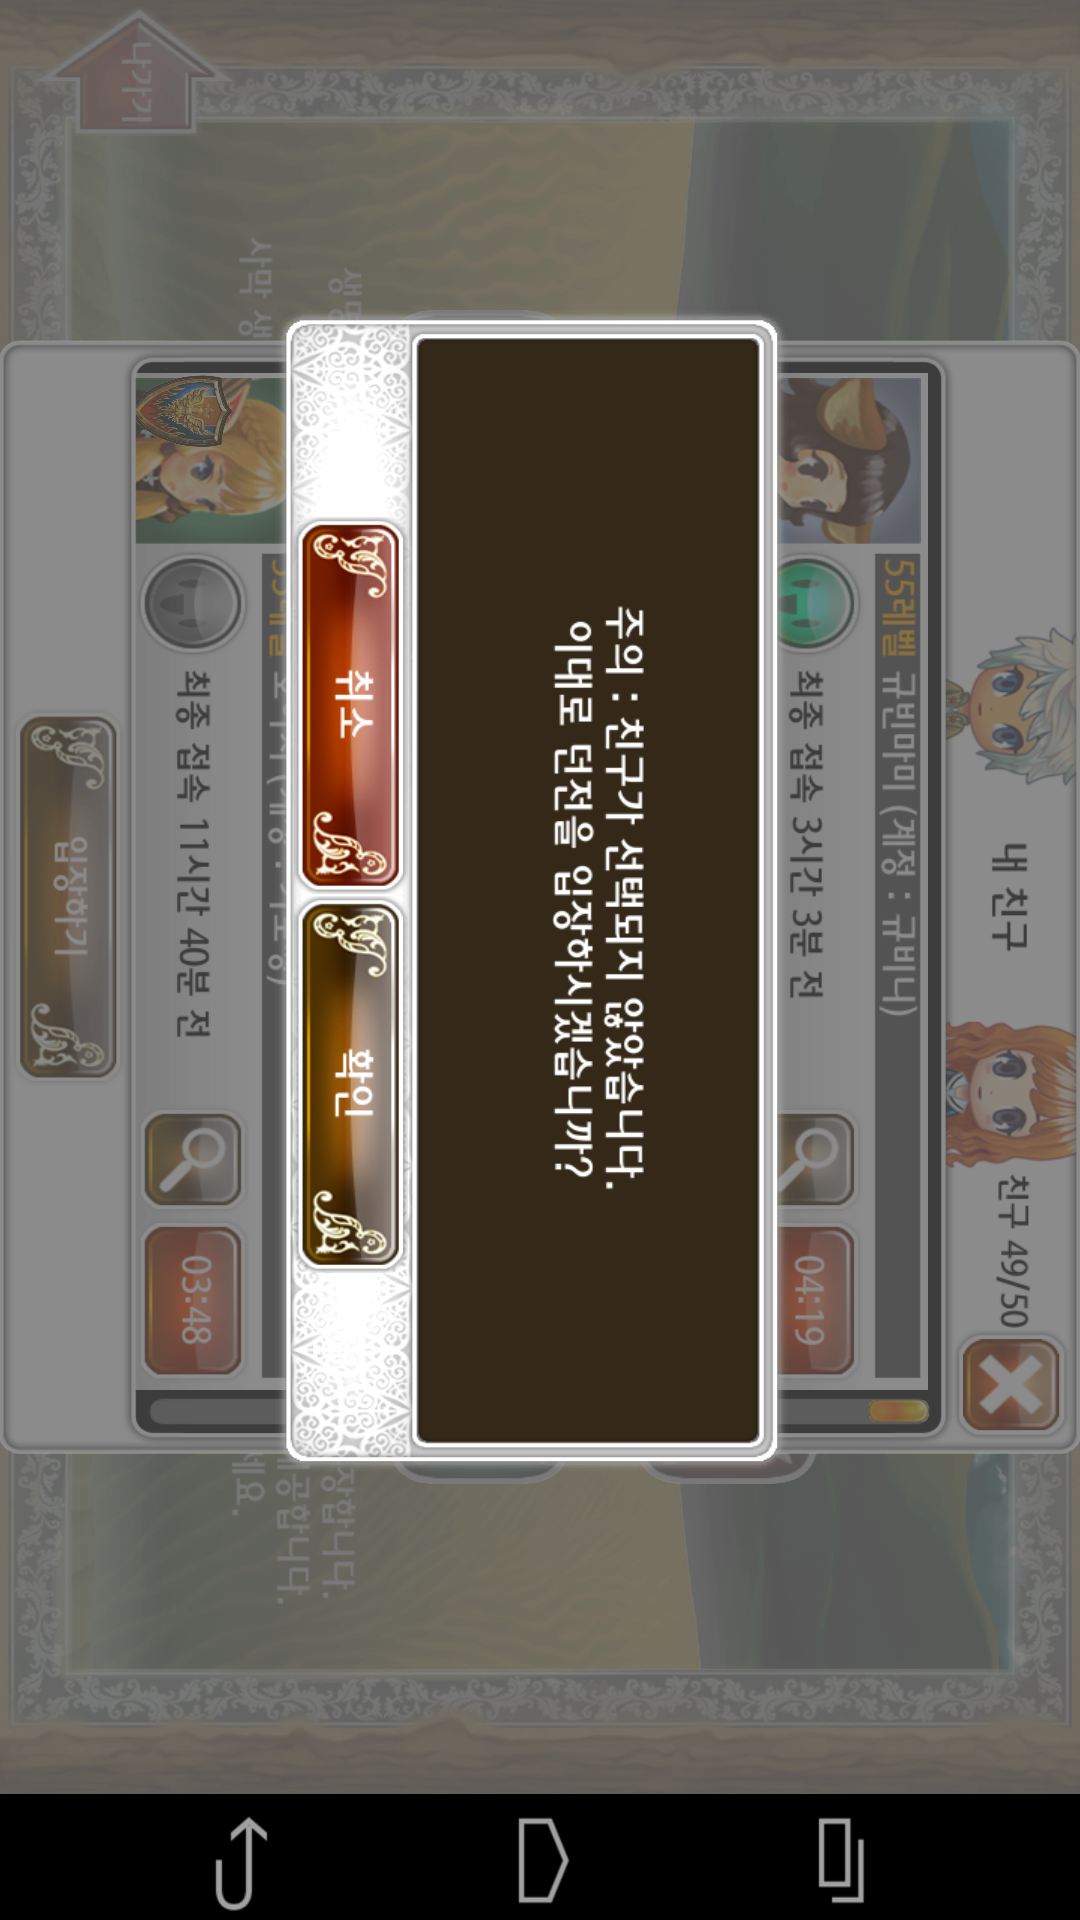 내 친구
친구 49/50
55레벨 규빈마미 (계정 : 규비니)
최종 접속 3시간 3분 전
04:19
주의 : 친구가 선택되지 않았습니다.
이대로 던전을 입장하시겠습니까?
취소
확인
최종 접속 11시간 40분 전
03:48
입장하기
사막
나가기